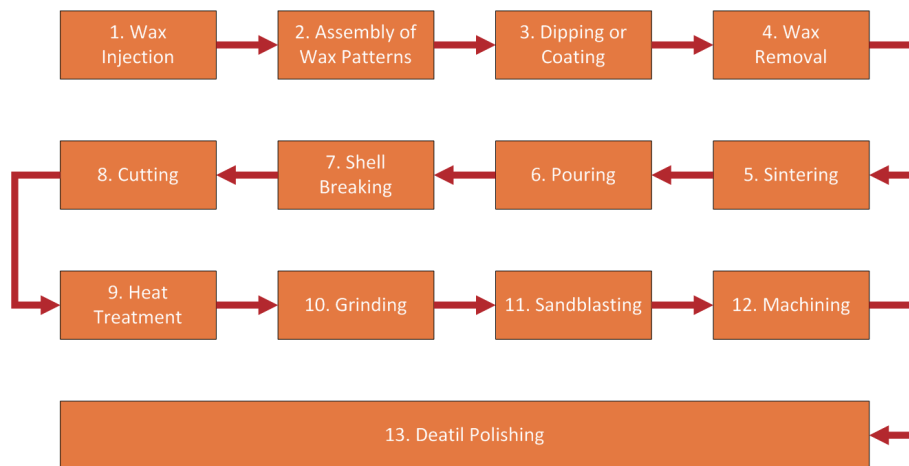 1. Wax
Injection
2. Assembly of
Wax Patterns
3. Dipping or
Coating
4. Wax
Removal
8. Cutting
7. Shell
Breaking
6. Pouring
5. Sintering
9. Heat
Treatment
10. Grinding
11. Sandblasting
12. Machining
13. Deatil Polishing